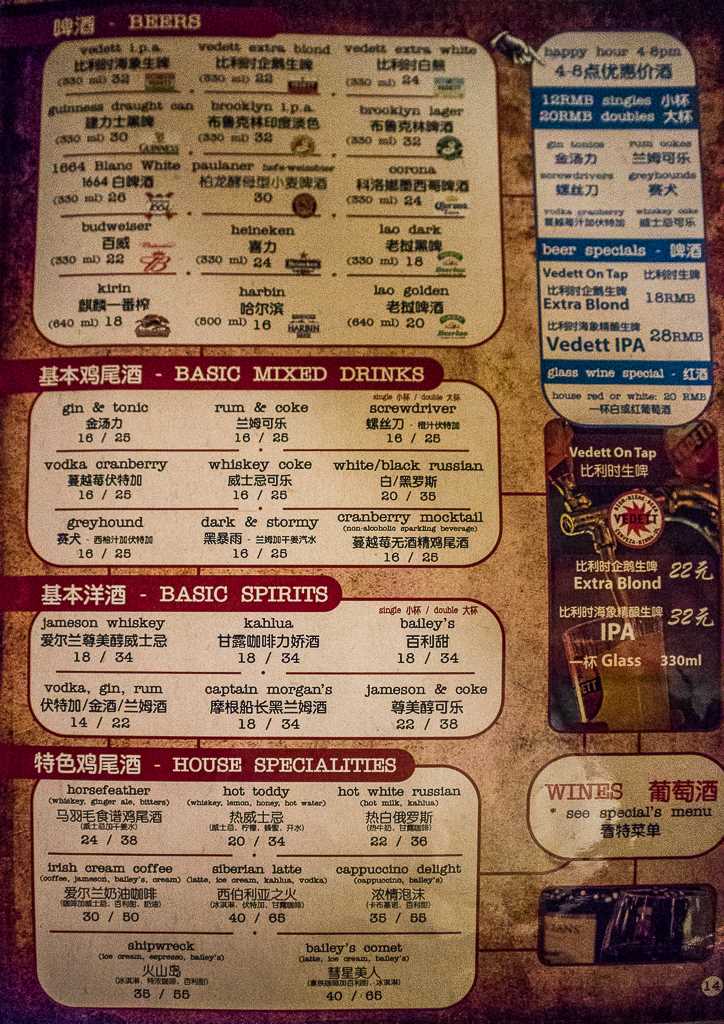 啤酒 - BEERS
vedett i.p.a.
比利时海象生啤
(330 ml) 32
vedett extra blond
比利时企鹅生啤
(330 ml) 22
vedett extra white
比利时白熊
(330 ml) 24
guinness draught can
建力士黑啤
(330 ml) 30
GUINNESS
brooklyn i.p.a.
布鲁克林印度淡色
(330 ml) 32
brooklyn lager
布鲁克林啤酒
(330 ml) 32
1664 Blanc White
1664 白啤酒
(330 ml) 26
paulaner hefe-weissbier
柏龙酵母型小麦啤酒
30
corona
科洛娜墨西哥啤酒
(330 ml) 24
Corona
budweiser
百威
(330 ml) 22
heineken
喜力
(330 ml) 24
Heineken
lao dark
老挝黑啤
(330 ml) 18
Beerlao
kirin
麒麟一番榨
(640 ml) 18
harbin
哈尔滨
(500 ml) 16
HARBIN
lao golden
老挝啤酒
(640 ml) 20
Beerlao
基本鸡尾酒 - BASIC MIXED DRINKS
gin & tonic
金汤力
16 / 25
rum & coke
兰姆可乐
16 / 25
single 小杯 / double 大杯
screwdriver
螺丝刀 - 橙汁伏特加
16 / 25
vodka cranberry
蔓越莓伏特加
16 / 25
whiskey coke
威士忌可乐
16 / 25
white/black russian
白/黑罗斯
20 / 35
greyhound
赛犬 - 西柚汁加伏特加
16 / 25
dark & stormy
黑暴雨 - 兰姆加干姜汽水
16 / 25
cranberry mocktail
(non-alcoholic sparkling beverage)
蔓越莓无酒精鸡尾酒
16 / 25
基本洋酒 - BASIC SPIRITS
jameson whiskey
爱尔兰尊美醇威士忌
18 / 34
kahlua
甘露咖啡力娇酒
18 / 34
single 小杯 / double 大杯
bailey's
百利甜
18 / 34
vodka, gin, rum
伏特加/金酒/兰姆酒
14 / 22
captain morgan's
摩根船长黑兰姆酒
18 / 34
jameson & coke
尊美醇可乐
22 / 38
特色鸡尾酒 - HOUSE SPECIALITIES
horsefeather
(whiskey, ginger ale, bitters)
马羽毛食谱鸡尾酒
(威士忌加干姜水)
24 / 38
hot toddy
(whiskey, lemon, honey, hot water)
热威士忌
(威士忌, 柠檬, 蜂蜜, 开水)
20 / 34
hot white russian
(hot milk, kahlua)
热白俄罗斯
(热牛奶, 甘露咖啡)
22 / 36
irish cream coffee
(coffee, jameson, bailey's, cream)
爱尔兰奶油咖啡
(咖啡加威士忌, 百利甜, 奶油)
30 / 50
siberian latte
(latte, ice cream, kahlua, vodka)
西伯利亚之火
(冰淇淋, 伏特加, 甘露咖啡)
40 / 65
cappuccino delight
(cappuccino, bailey's)
浓情泡沫
(卡布基诺, 百利甜)
35 / 55
shipwreck
(ice cream, espresso, bailey's)
火山岛
(冰淇淋, 特浓咖啡, 百利甜)
35 / 55
bailey's comet
(latte, ice cream, bailey's)
彗星美人
(拿铁咖啡加百利甜, 冰淇淋)
40 / 65
happy hour 4-8pm
4-8点优惠价酒
12RMB singles 小杯
20RMB doubles 大杯
gin tonics
金汤力
rum cokes
兰姆可乐
screwdrivers
螺丝刀
greyhounds
赛犬
vodka cranberry
蔓越莓汁加伏特加
whiskey coke
威士忌可乐
beer specials - 啤酒
Vedett On Tap 比利时生啤
比利时企鹅生啤
Extra Blond 18RMB
比利时海象精酿生啤
Vedett IPA 28RMB
glass wine special - 红酒
house red or white: 20 RMB
一杯白或红葡萄酒
Vedett On Tap
比利时生啤
VEDETT
比利时企鹅生啤
Extra Blond 22元
比利时海象精酿生啤
IPA 32元
一杯 Glass 330ml
WINES 葡萄酒
* see special's menu
看特菜单
14